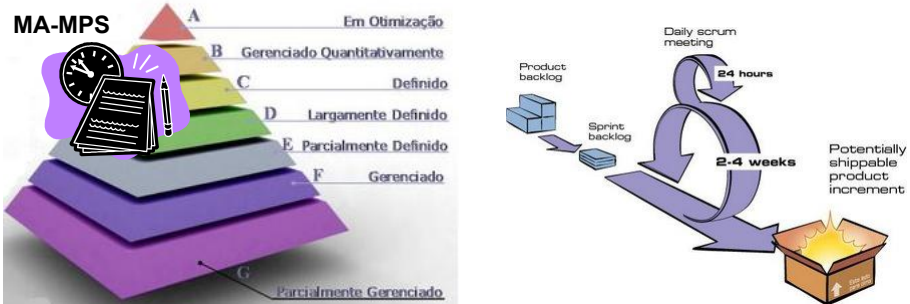 MA-MPS
A
Em Otimização
B
Gerenciado Quantitativamente
C
Definido
D
Largamente Definido
E
Parcialmente Definido
F
Gerenciado
G
Parcialmente Gerenciado
Daily scrum
meeting
24 hours
Product
backlog
Sprint
backlog
2-4 weeks
Potentially
shippable
product
increment